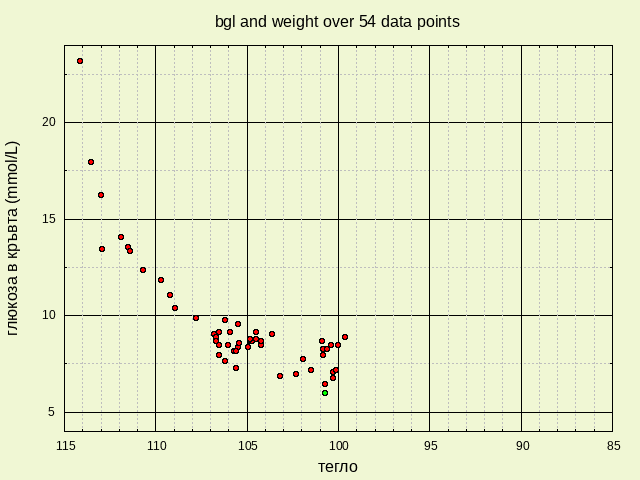 bgl and weight over 54 data points
глюкоза в кръвта (mmol/L)
20
15
10
5
115 110 105 100 95 90 85
тегло